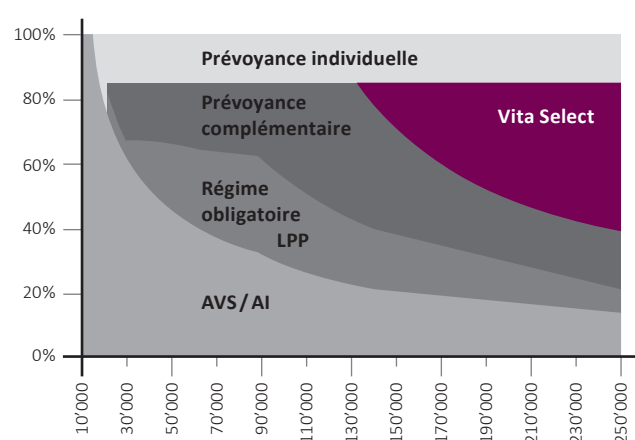 100%
80%
60%
40%
20%
0%
Prévoyance individuelle
Prévoyance
complémentaire
Vita Select
Régime
obligatoire
LPP
AVS / AI
10'000
30'000
50'000
70'000
90'000
110'000
130'000
150'000
170'000
190'000
210'000
230'000
250'000